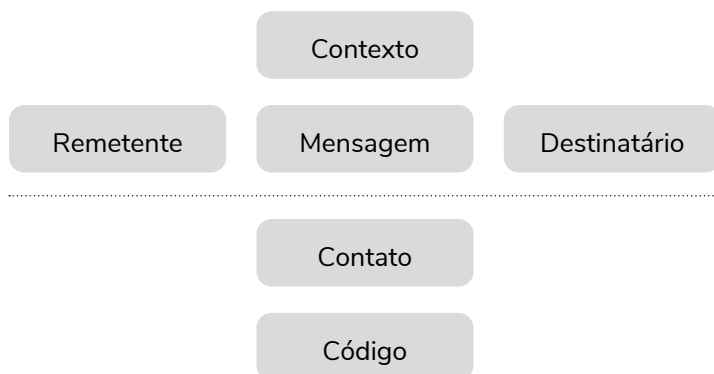 Contexto
Remetente Mensagem Destinatário
Contato
Código